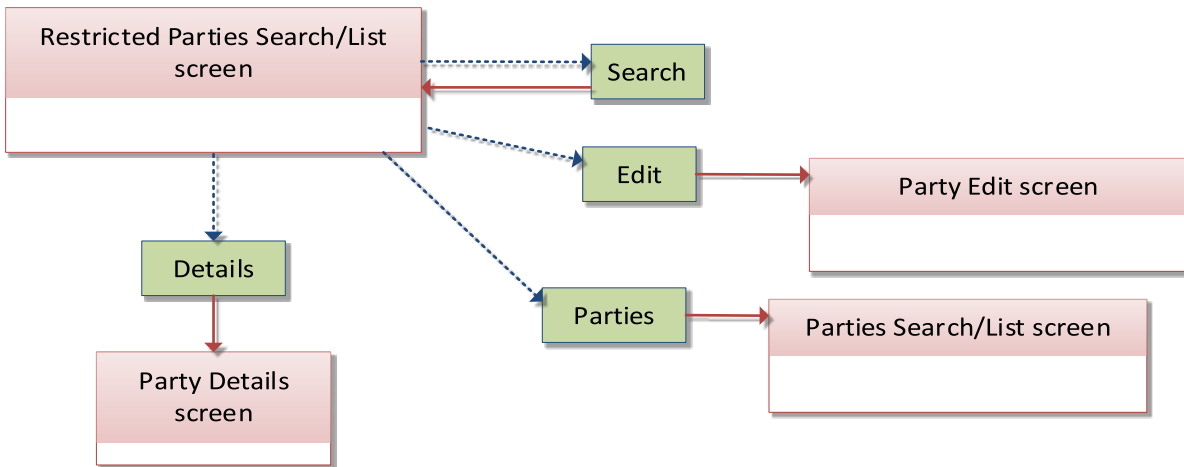 Restricted Parties Search/List
screen
Search
Edit
Party Edit screen
Details
Parties
Parties Search/List screen
Party Details
screen